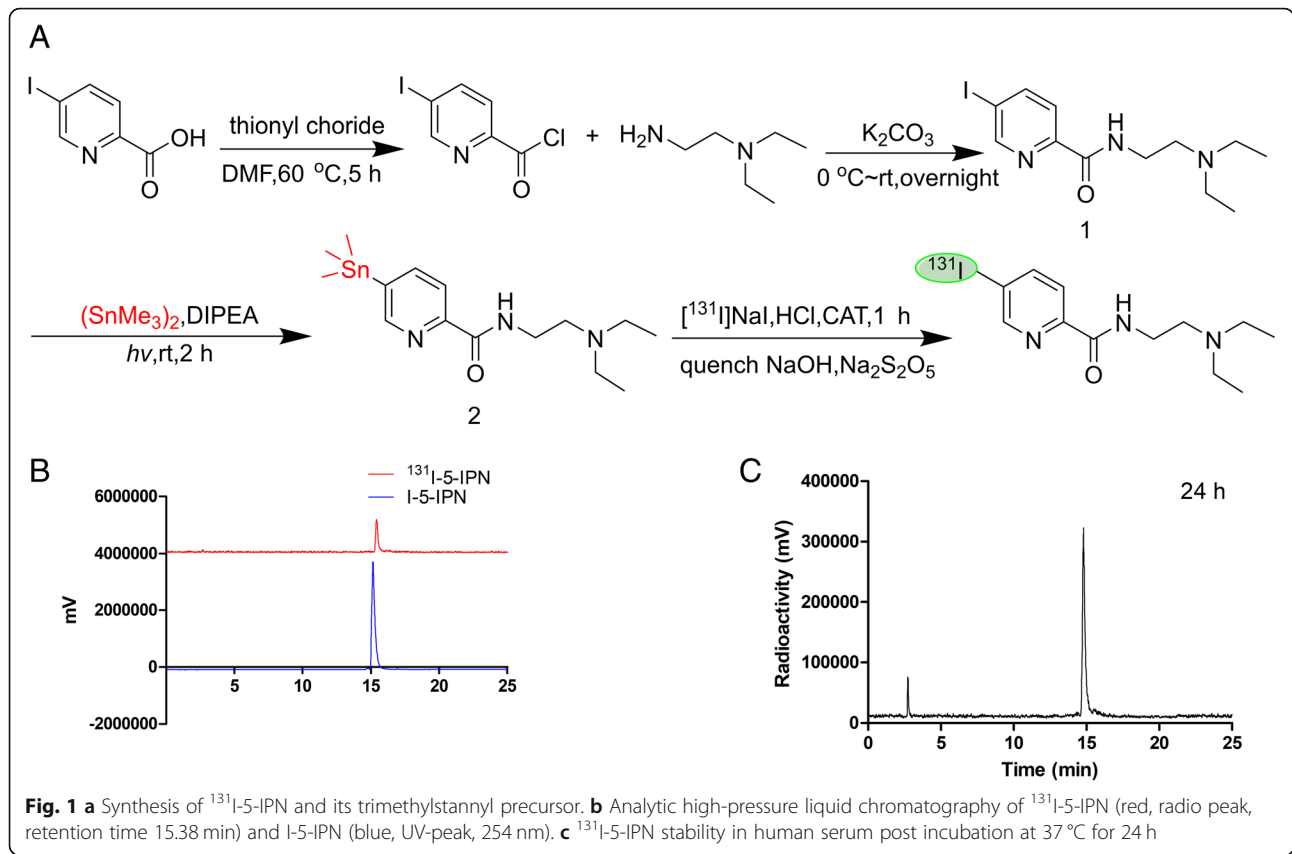 A
I
N
OH
O
thionyl choride
DMF,60 °C,5 h
I
N
Cl
O
+
H₂N
N
K₂CO₃
0 °C~rt,overnight
I
N
H
N
O
N
1
(SnMe₃)₂,DIPEA
hv,rt,2 h
Sn
N
H
N
O
N
2
[¹³¹I]NaI,HCl,CAT,1 h
quench NaOH,Na₂S₂O₅
¹³¹I
N
H
N
O
N
B
¹³¹I-5-IPN
I-5-IPN
6000000
4000000
2000000
0
-2000000
mV
5
10
15
20
25
C
24 h
400000
300000
200000
100000
0
Radioactivity (mV)
0
5
10
15
20
25
Time (min)
Fig. 1 a Synthesis of ¹³¹I-5-IPN and its trimethylstannyl precursor. b Analytic high-pressure liquid chromatography of ¹³¹I-5-IPN (red, radio peak,
retention time 15.38 min) and I-5-IPN (blue, UV-peak, 254 nm). c ¹³¹I-5-IPN stability in human serum post incubation at 37 °C for 24 h